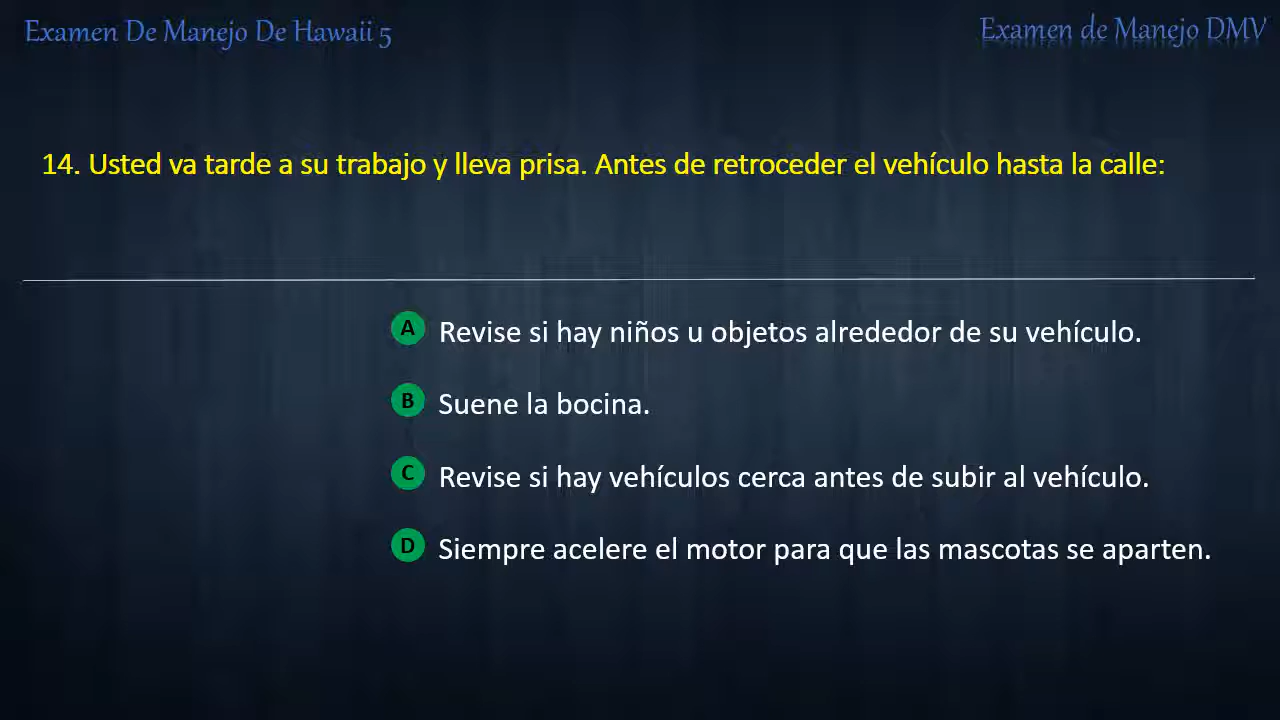 Examen De Manejo De Hawaii 5
Examen de Manejo DMV
14. Usted va tarde a su trabajo y lleva prisa. Antes de retroceder el vehículo hasta la calle:
A Revise si hay niños u objetos alrededor de su vehículo.
B Suene la bocina.
C Revise si hay vehículos cerca antes de subir al vehículo.
D Siempre acelere el motor para que las mascotas se aparten.